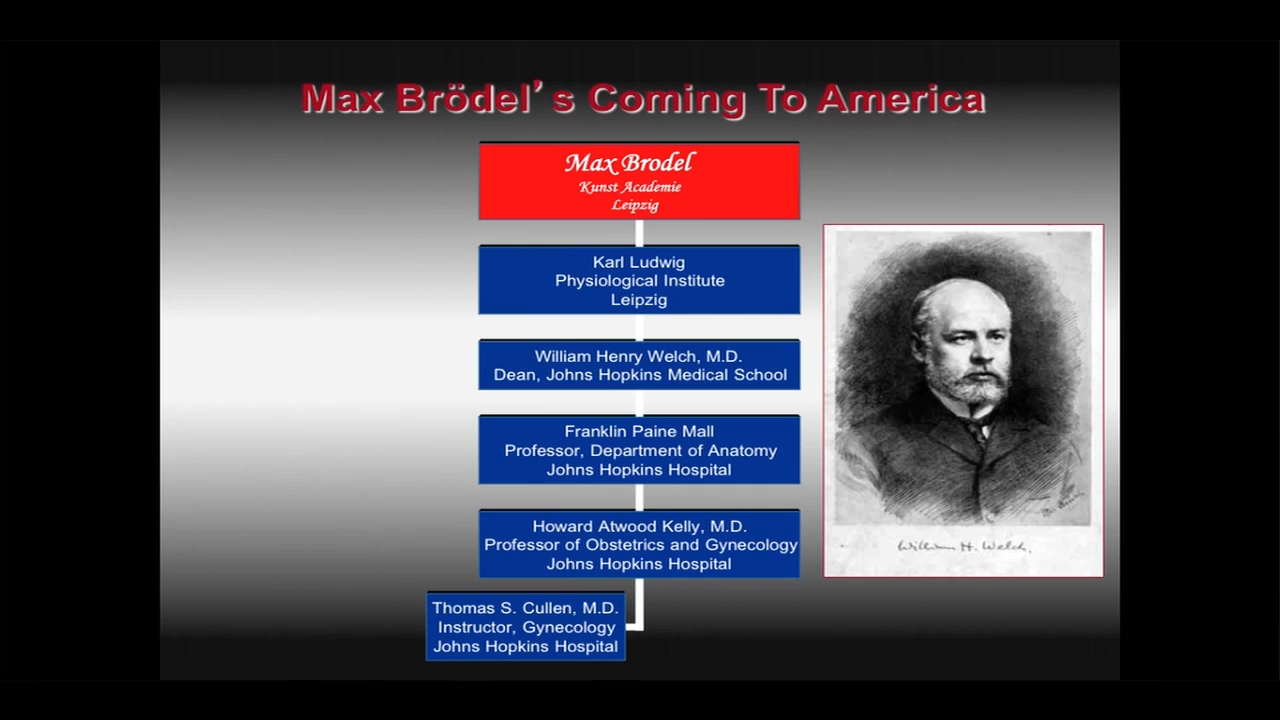 Max Brödel’s Coming To America
Max Brodel
Kunst Academie
Leipzig
Karl Ludwig
Physiological Institute
Leipzig
William Henry Welch, M.D.
Dean, Johns Hopkins Medical School
Franklin Paine Mall
Professor, Department of Anatomy
Johns Hopkins Hospital
Howard Atwood Kelly, M.D.
Professor of Obstetrics and Gynecology
Johns Hopkins Hospital
Thomas S. Cullen, M.D.
Instructor, Gynecology
Johns Hopkins Hospital
William H. Welch.